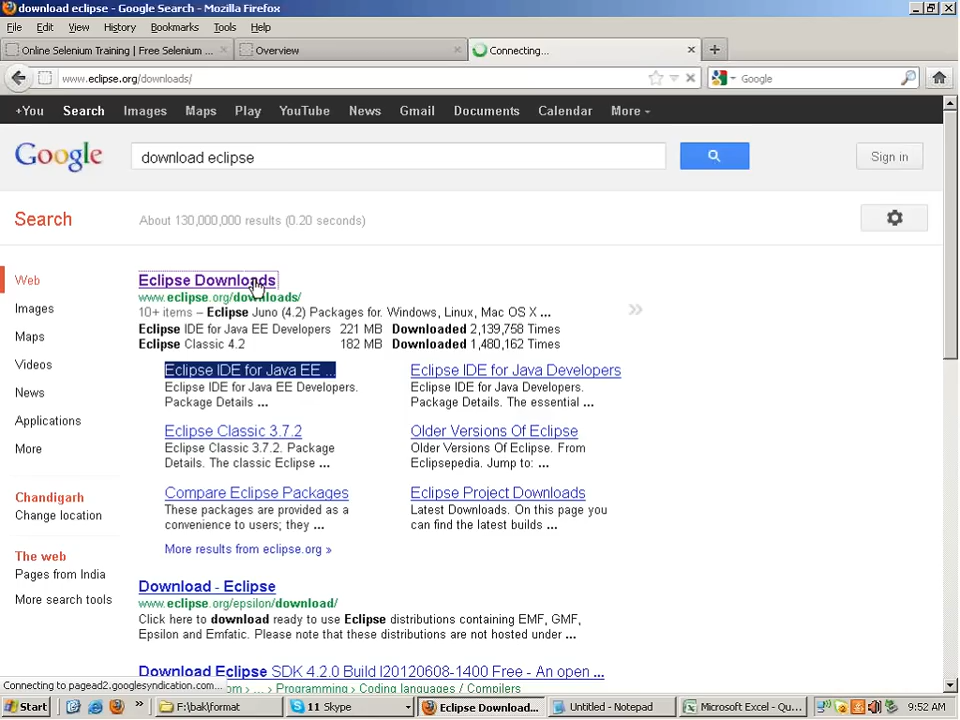 download eclipse - Google Search - Mozilla Firefox
File Edit View History Bookmarks Tools Help
Online Selenium Training | Free Selenium ...
Overview
Connecting...
www.eclipse.org/downloads/
Google
+You Search Images Maps Play YouTube News Gmail Documents Calendar More
Google
download eclipse
Sign in
Search
About 130,000,000 results (0.20 seconds)
Web
Images
Maps
Videos
News
Applications
More
Chandigarh
Change location
The web
Pages from India
More search tools
Eclipse Downloads
www.eclipse.org/downloads/
10+ items – Eclipse Juno (4.2) Packages for. Windows, Linux, Mac OS X ...
Eclipse IDE for Java EE Developers 221 MB Downloaded 2,139,758 Times
Eclipse Classic 4.2 182 MB Downloaded 1,480,162 Times
Eclipse IDE for Java EE ...
Eclipse IDE for Java EE Developers.
Package Details ...
Eclipse IDE for Java Developers
Eclipse IDE for Java Developers.
Package Details. The essential ...
Eclipse Classic 3.7.2
Eclipse Classic 3.7.2. Package
Details. The classic Eclipse ...
Older Versions Of Eclipse
Older Versions Of Eclipse. From
Eclipsepedia. Jump to: ...
Compare Eclipse Packages
These packages are provided as a
convenience to users; they ...
Eclipse Project Downloads
Latest Downloads. On this page you
can find the latest builds ...
More results from eclipse.org »
Download - Eclipse
www.eclipse.org/epsilon/download/
Click here to download ready to use Eclipse distributions containing EMF, GMF,
Epsilon and Emfatic. Please note that these distributions are not hosted under ...
Download Eclipse SDK 4.2.0 Build I20120608-1400 Free - An open ...
› ... › Programming › Coding languages / Compilers
Connecting to pagead2.googlesyndication.com...
Start
F:\bak\format
11 Skype
Eclipse Download...
Untitled - Notepad
Microsoft Excel - Qu...
9:52 AM